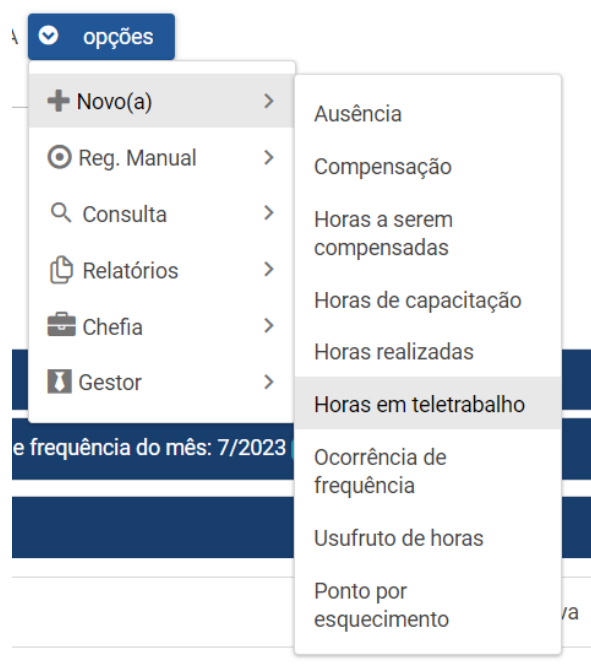 opções
Novo(a)
Reg. Manual
Consulta
Relatórios
Chefia
Gestor
Ausência
Compensação
Horas a serem
compensadas
Horas de capacitação
Horas realizadas
Horas em teletrabalho
Ocorrência de
frequência
Usufruto de horas
Ponto por
esquecimento
e frequência do mês: 7/2023
va